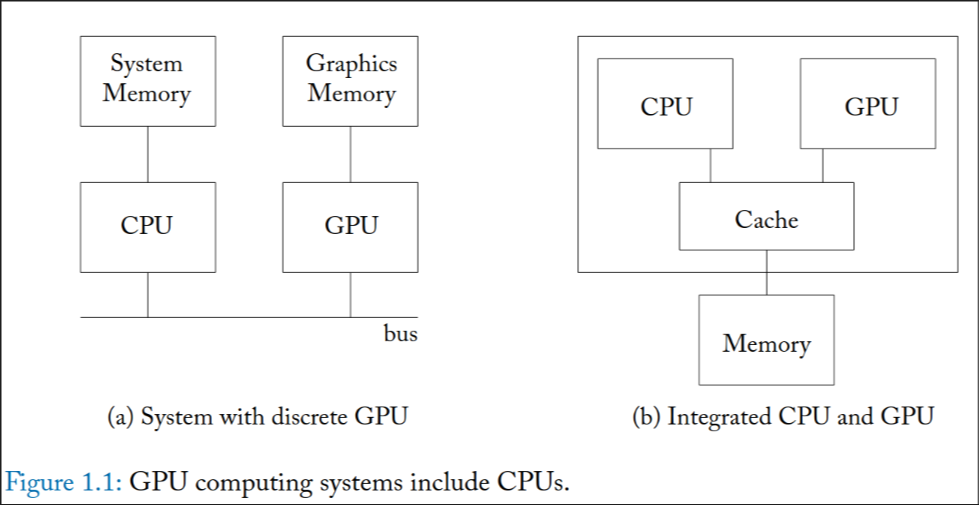 System
Memory
Graphics
Memory
CPU
GPU
bus
(a) System with discrete GPU
CPU
GPU
Cache
Memory
(b) Integrated CPU and GPU
Figure 1.1: GPU computing systems include CPUs.